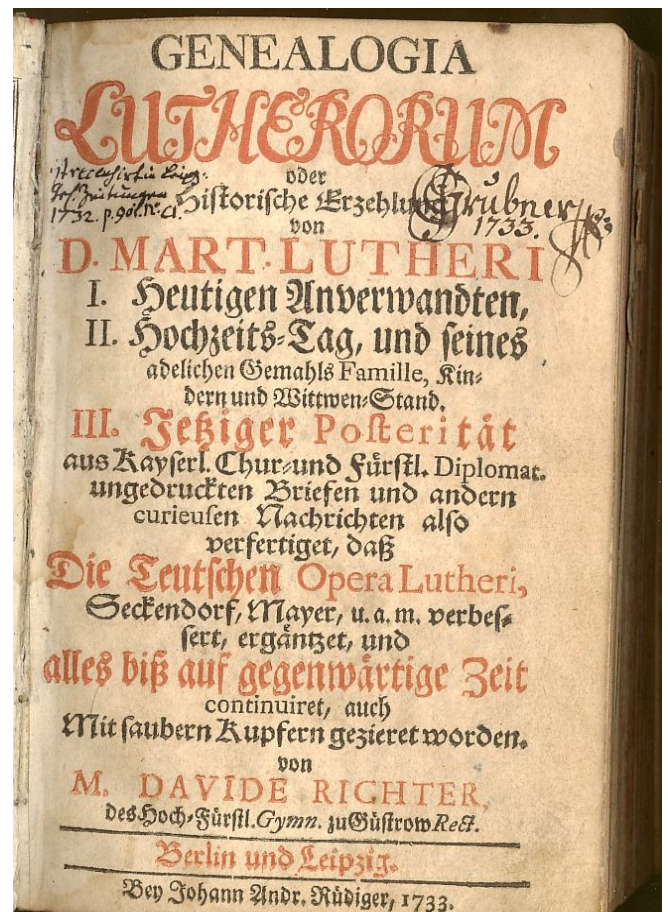 GENEALOGIA
LUTHERORUM
oder
Historische Erzehlung
Grubner
1732. p. 901.
1733.
von
D. MART. LUTHERI
I. Heutigen Anverwandten,
II. Hochzeits-Tag, und seines
adelichen Gemahls Famille, Kin-
dern und Wittwen-Stand.
III. Jetziger Posterität
aus Kayserl. Chur-und Fürstl. Diplomat.
ungedruckten Briefen und andern
curieusen Nachrichten also
verfertiget, daß
Die Teutschen Opera Lutheri,
Seckendorf, Mayer, u. a. m. verbes-
sert, ergäntzet, und
alles biß auf gegenwärtige Zeit
continuiret, auch
Mit saubern Kupfern gezieret worden.
von
M. DAVIDE RICHTER,
des Hoch-Fürstl. Gymn. zu Güstrow Rect.
Berlin und Leipzig.
Bey Johann Andr. Rüdiger, 1733.